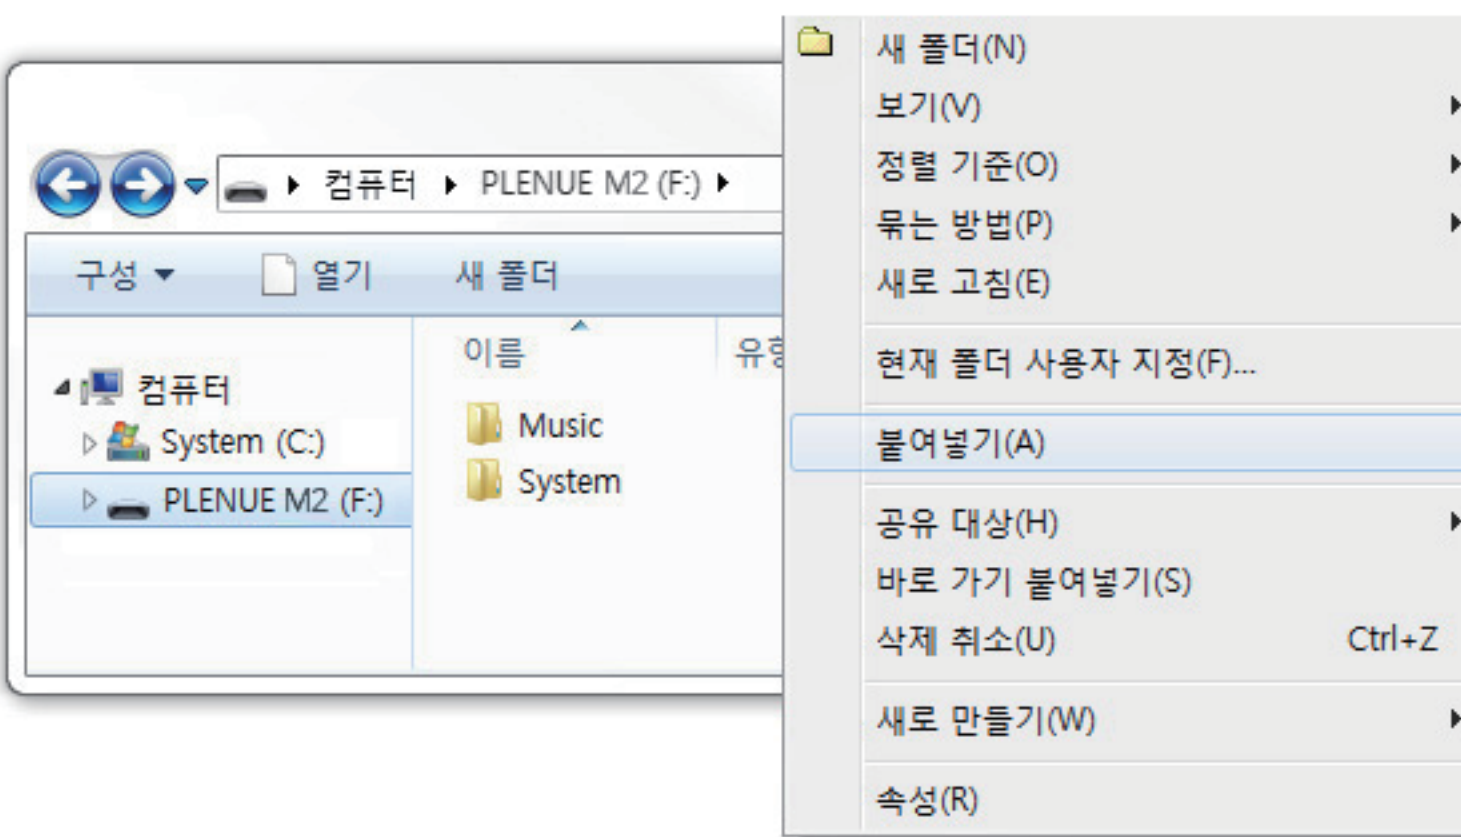 컴퓨터 PLENUE M2 (F:)
구성 열기 새 폴더
컴퓨터
System (C:)
PLENUE M2 (F:)
이름
Music
System
새 폴더(N)
보기(V)
정렬 기준(O)
묶는 방법(P)
새로 고침(E)
현재 폴더 사용자 지정(F)...
붙여넣기(A)
공유 대상(H)
바로 가기 붙여넣기(S)
삭제 취소(U) Ctrl+Z
새로 만들기(W)
속성(R)